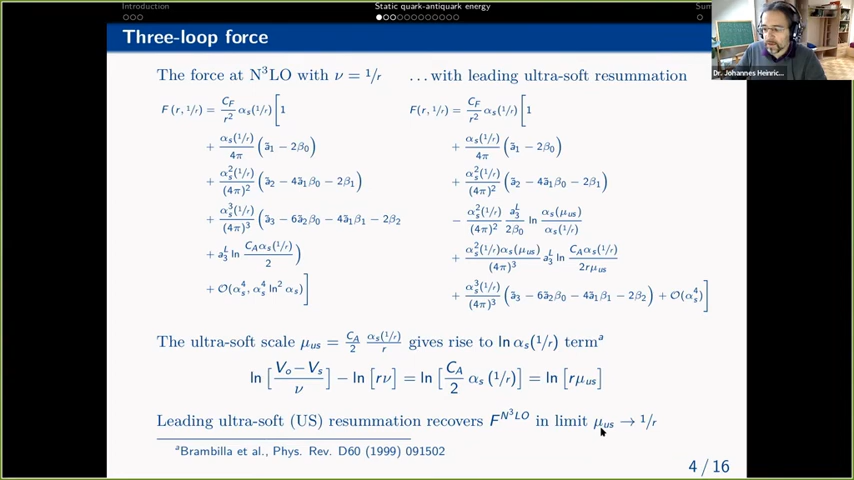 Introduction
Static quark-antiquark energy
Three-loop force
The force at N³LO with ν = 1/r
F(r, 1/r) = C_F/r² α_s(1/r) [1
+ α_s(1/r)/4π (ã₁ − 2β₀)
+ α_s²(1/r)/(4π)² (ã₂ − 4ã₁β₀ − 2β₁)
+ α_s³(1/r)/(4π)³ (ã₃ − 6ã₂β₀ − 4ã₁β₁ − 2β₂
+ a₃ᴸ ln C_Aα_s(1/r)/2 )
+ O(α_s⁴, α_s⁴ ln² α_s) ]
... with leading ultra-soft resummation
F(r, 1/r) = C_F/r² α_s(1/r) [1
+ α_s(1/r)/4π (ã₁ − 2β₀)
+ α_s²(1/r)/(4π)² (ã₂ − 4ã₁β₀ − 2β₁)
− α_s²(1/r)/(4π)² a₃ᴸ/2β₀ ln α_s(μ_us)/α_s(1/r)
+ α_s²(1/r)α_s(μ_us)/(4π)³ a₃ᴸ ln C_Aα_s(1/r)/2rμ_us
+ α_s³(1/r)/(4π)³ (ã₃ − 6ã₂β₀ − 4ã₁β₁ − 2β₂) + O(α_s⁴) ]
The ultra-soft scale μ_us = C_A/2 α_s(1/r)/r gives rise to ln α_s(1/r) termᵃ
ln [V_o − V_s/ν] − ln [rν] = ln [C_A/2 α_s (1/r)] = ln [rμ_us]
Leading ultra-soft (US) resummation recovers F^{N³LO} in limit μ_us → 1/r
ᵃBrambilla et al., Phys. Rev. D60 (1999) 091502
4 / 16
Dr. Johannes Heinric...